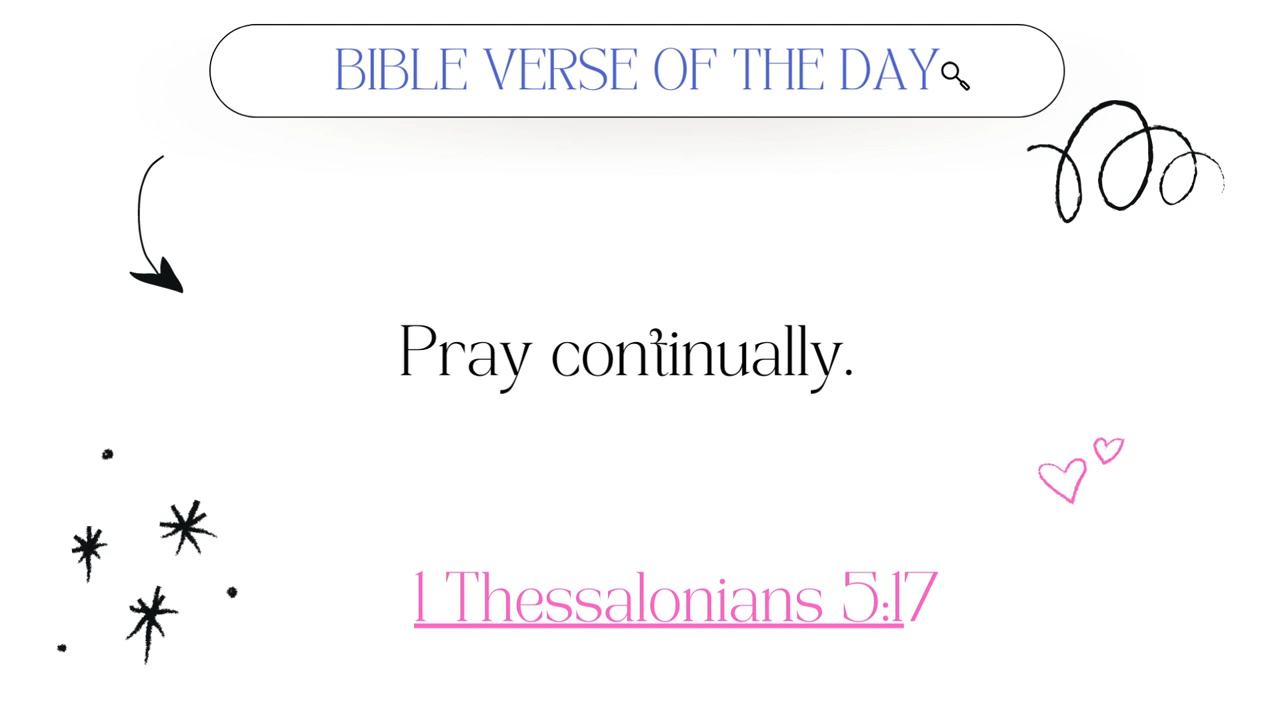 BIBLE VERSE OF THE DAY
Pray continually.
1 Thessalonians 5:17